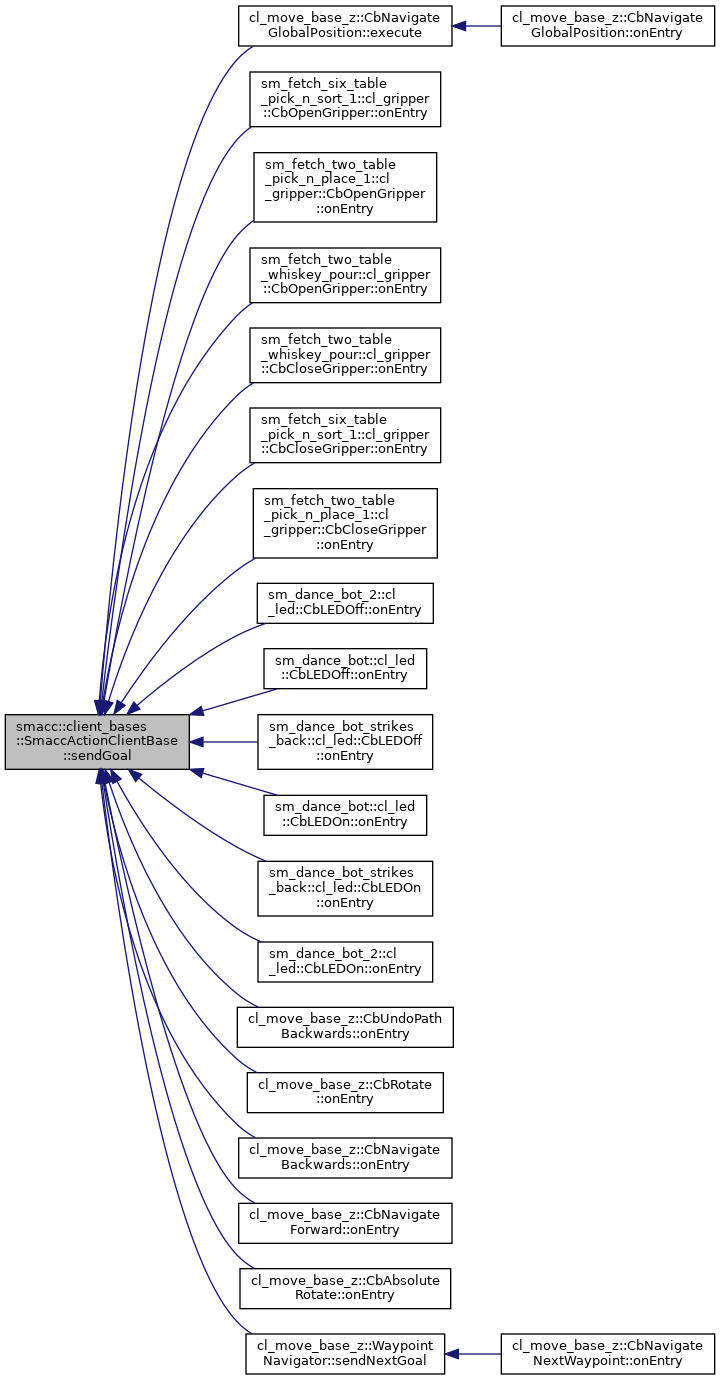 cl_move_base_z::CbNavigate
GlobalPosition::execute
cl_move_base_z::CbNavigate
GlobalPosition::onEntry
sm_fetch_six_table
_pick_n_sort_1::cl_gripper
::CbOpenGripper::onEntry
sm_fetch_two_table
_pick_n_place_1::cl
_gripper::CbOpenGripper
::onEntry
sm_fetch_two_table
_whiskey_pour::cl_gripper
::CbOpenGripper::onEntry
sm_fetch_two_table
_whiskey_pour::cl_gripper
::CbCloseGripper::onEntry
sm_fetch_six_table
_pick_n_sort_1::cl_gripper
::CbCloseGripper::onEntry
sm_fetch_two_table
_pick_n_place_1::cl
_gripper::CbCloseGripper
::onEntry
sm_dance_bot_2::cl
_led::CbLEDOff::onEntry
sm_dance_bot::cl_led
::CbLEDOff::onEntry
smacc::client_bases
::SmaccActionClientBase
::sendGoal
sm_dance_bot_strikes
_back::cl_led::CbLEDOff
::onEntry
sm_dance_bot::cl_led
::CbLEDOn::onEntry
sm_dance_bot_strikes
_back::cl_led::CbLEDOn
::onEntry
sm_dance_bot_2::cl
_led::CbLEDOn::onEntry
cl_move_base_z::CbUndoPath
Backwards::onEntry
cl_move_base_z::CbRotate
::onEntry
cl_move_base_z::CbNavigate
Backwards::onEntry
cl_move_base_z::CbNavigate
Forward::onEntry
cl_move_base_z::CbAbsolute
Rotate::onEntry
cl_move_base_z::Waypoint
Navigator::sendNextGoal
cl_move_base_z::CbNavigate
NextWaypoint::onEntry